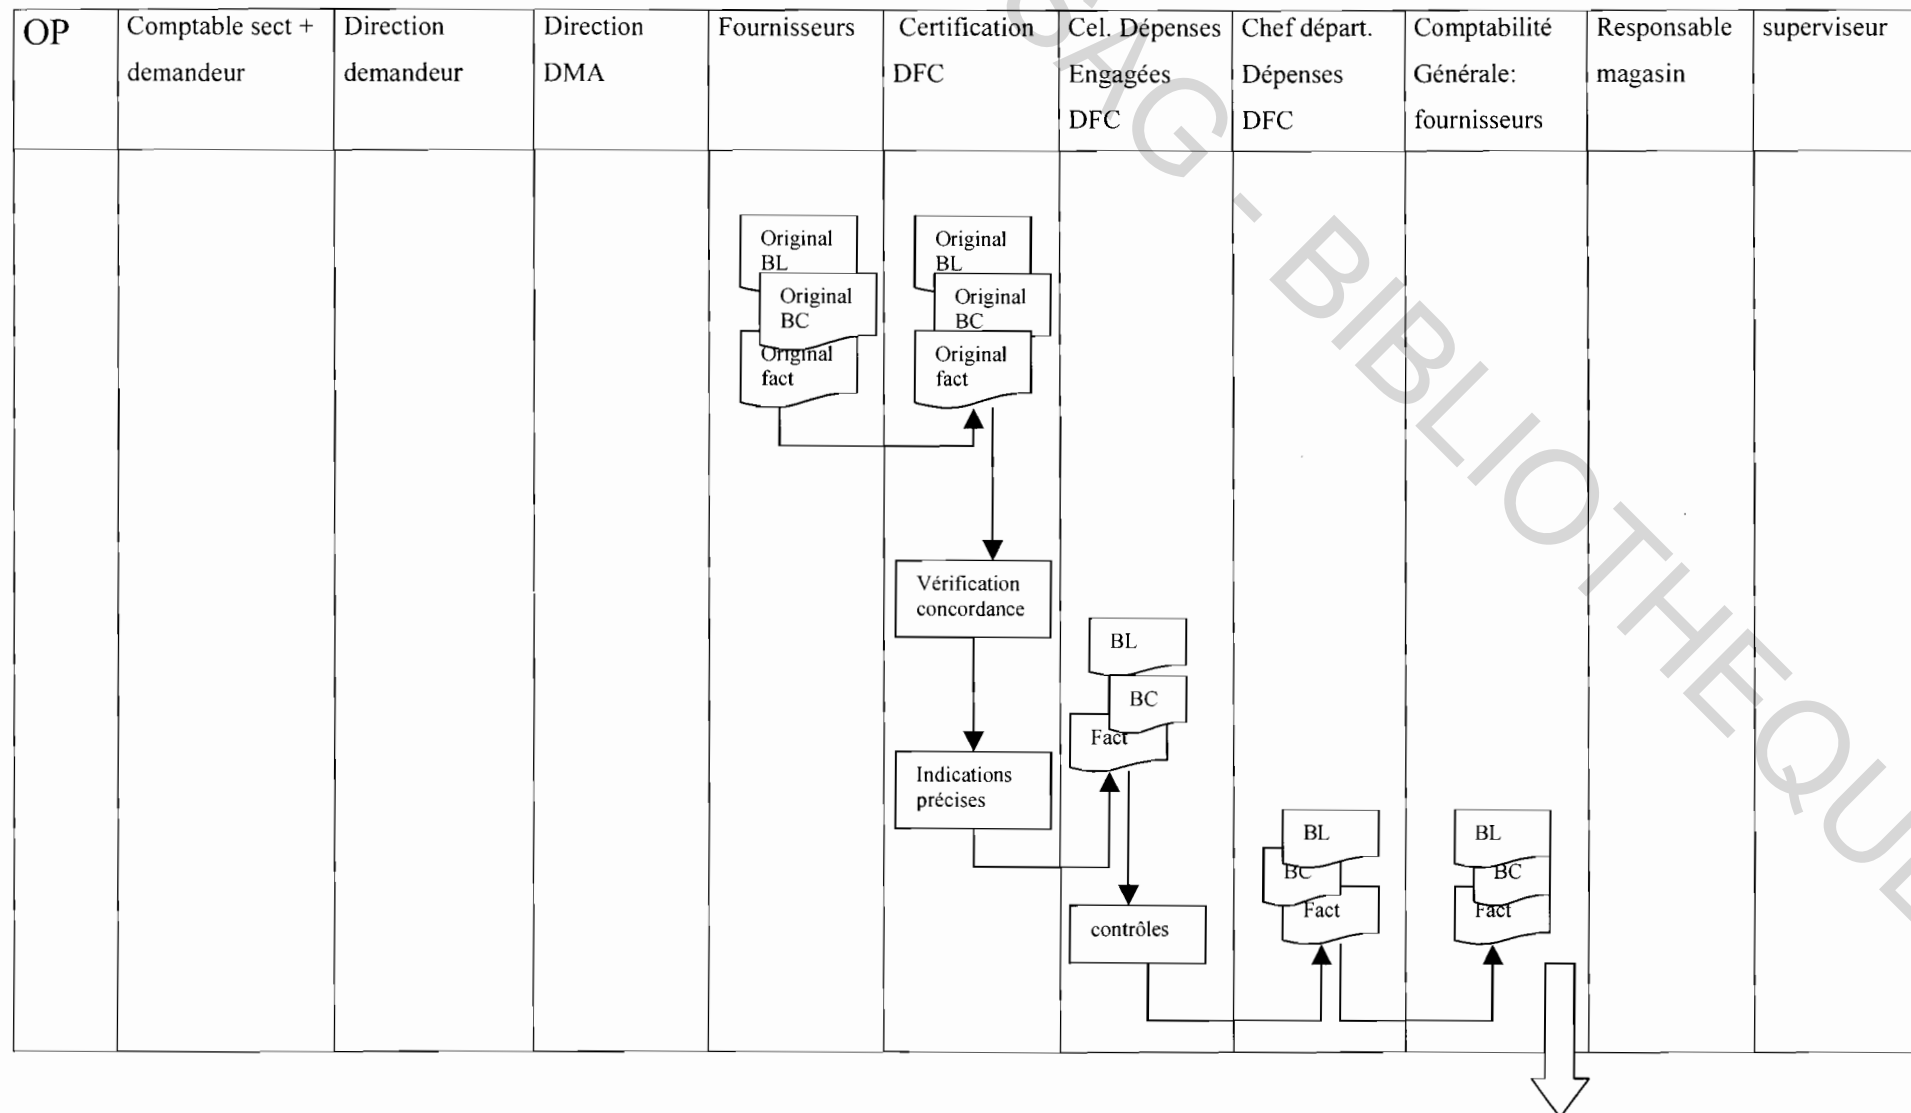 OP
Comptable sect +
demandeur
Direction
demandeur
Direction
DMA
Fournisseurs
Certification
DFC
Cel. Dépenses
Engagées
DFC
Chef départ.
Dépenses
DFC
Comptabilité
Générale:
fournisseurs
Responsable
magasin
superviseur
Original
BL
Original
BC
Original
fact
Original
BL
Original
BC
Original
fact
Vérification
concordance
Indications
précises
BL
BC
Fact
contrôles
BL
BC
Fact
BL
BC
Fact
SAG - BIBLIOTHEQUE